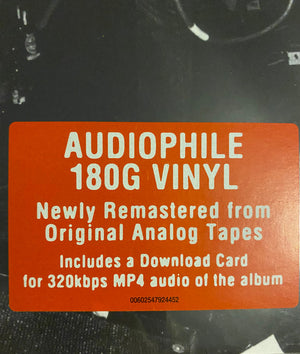 AUDIOPHILE
180G VINYL
Newly Remastered from
Original Analog Tapes
Includes a Download Card
for 320kbps MP4 audio of the album
00602547924452